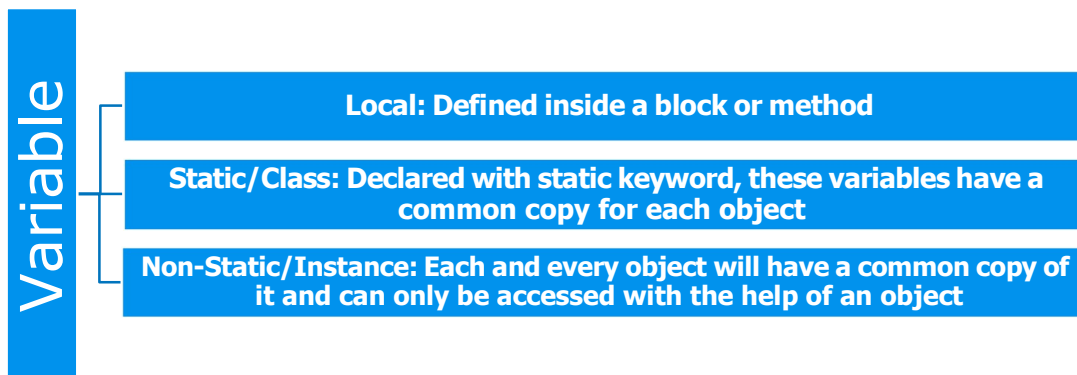 Variable
Local: Defined inside a block or method
Static/Class: Declared with static keyword, these variables have a
common copy for each object
Non-Static/Instance: Each and every object will have a common copy of
it and can only be accessed with the help of an object